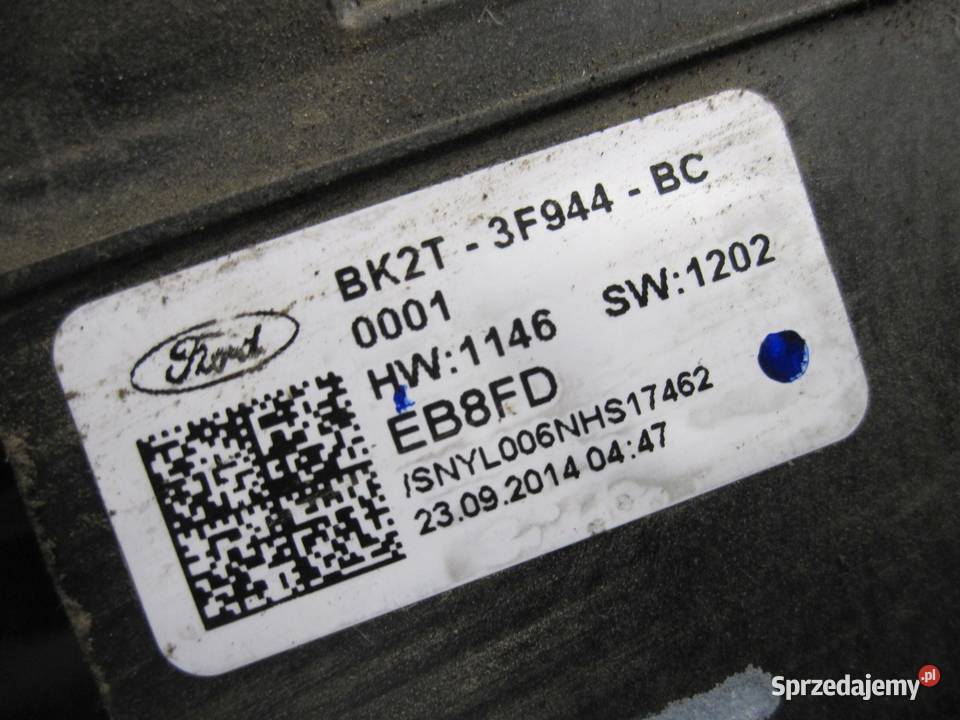 BK2T - 3F944 - BC
0001
HW:1146 SW:1202
EB8FD
/SNYL006NHS17462
23.09.2014 04:47
Ford
Sprzedajemy.pl